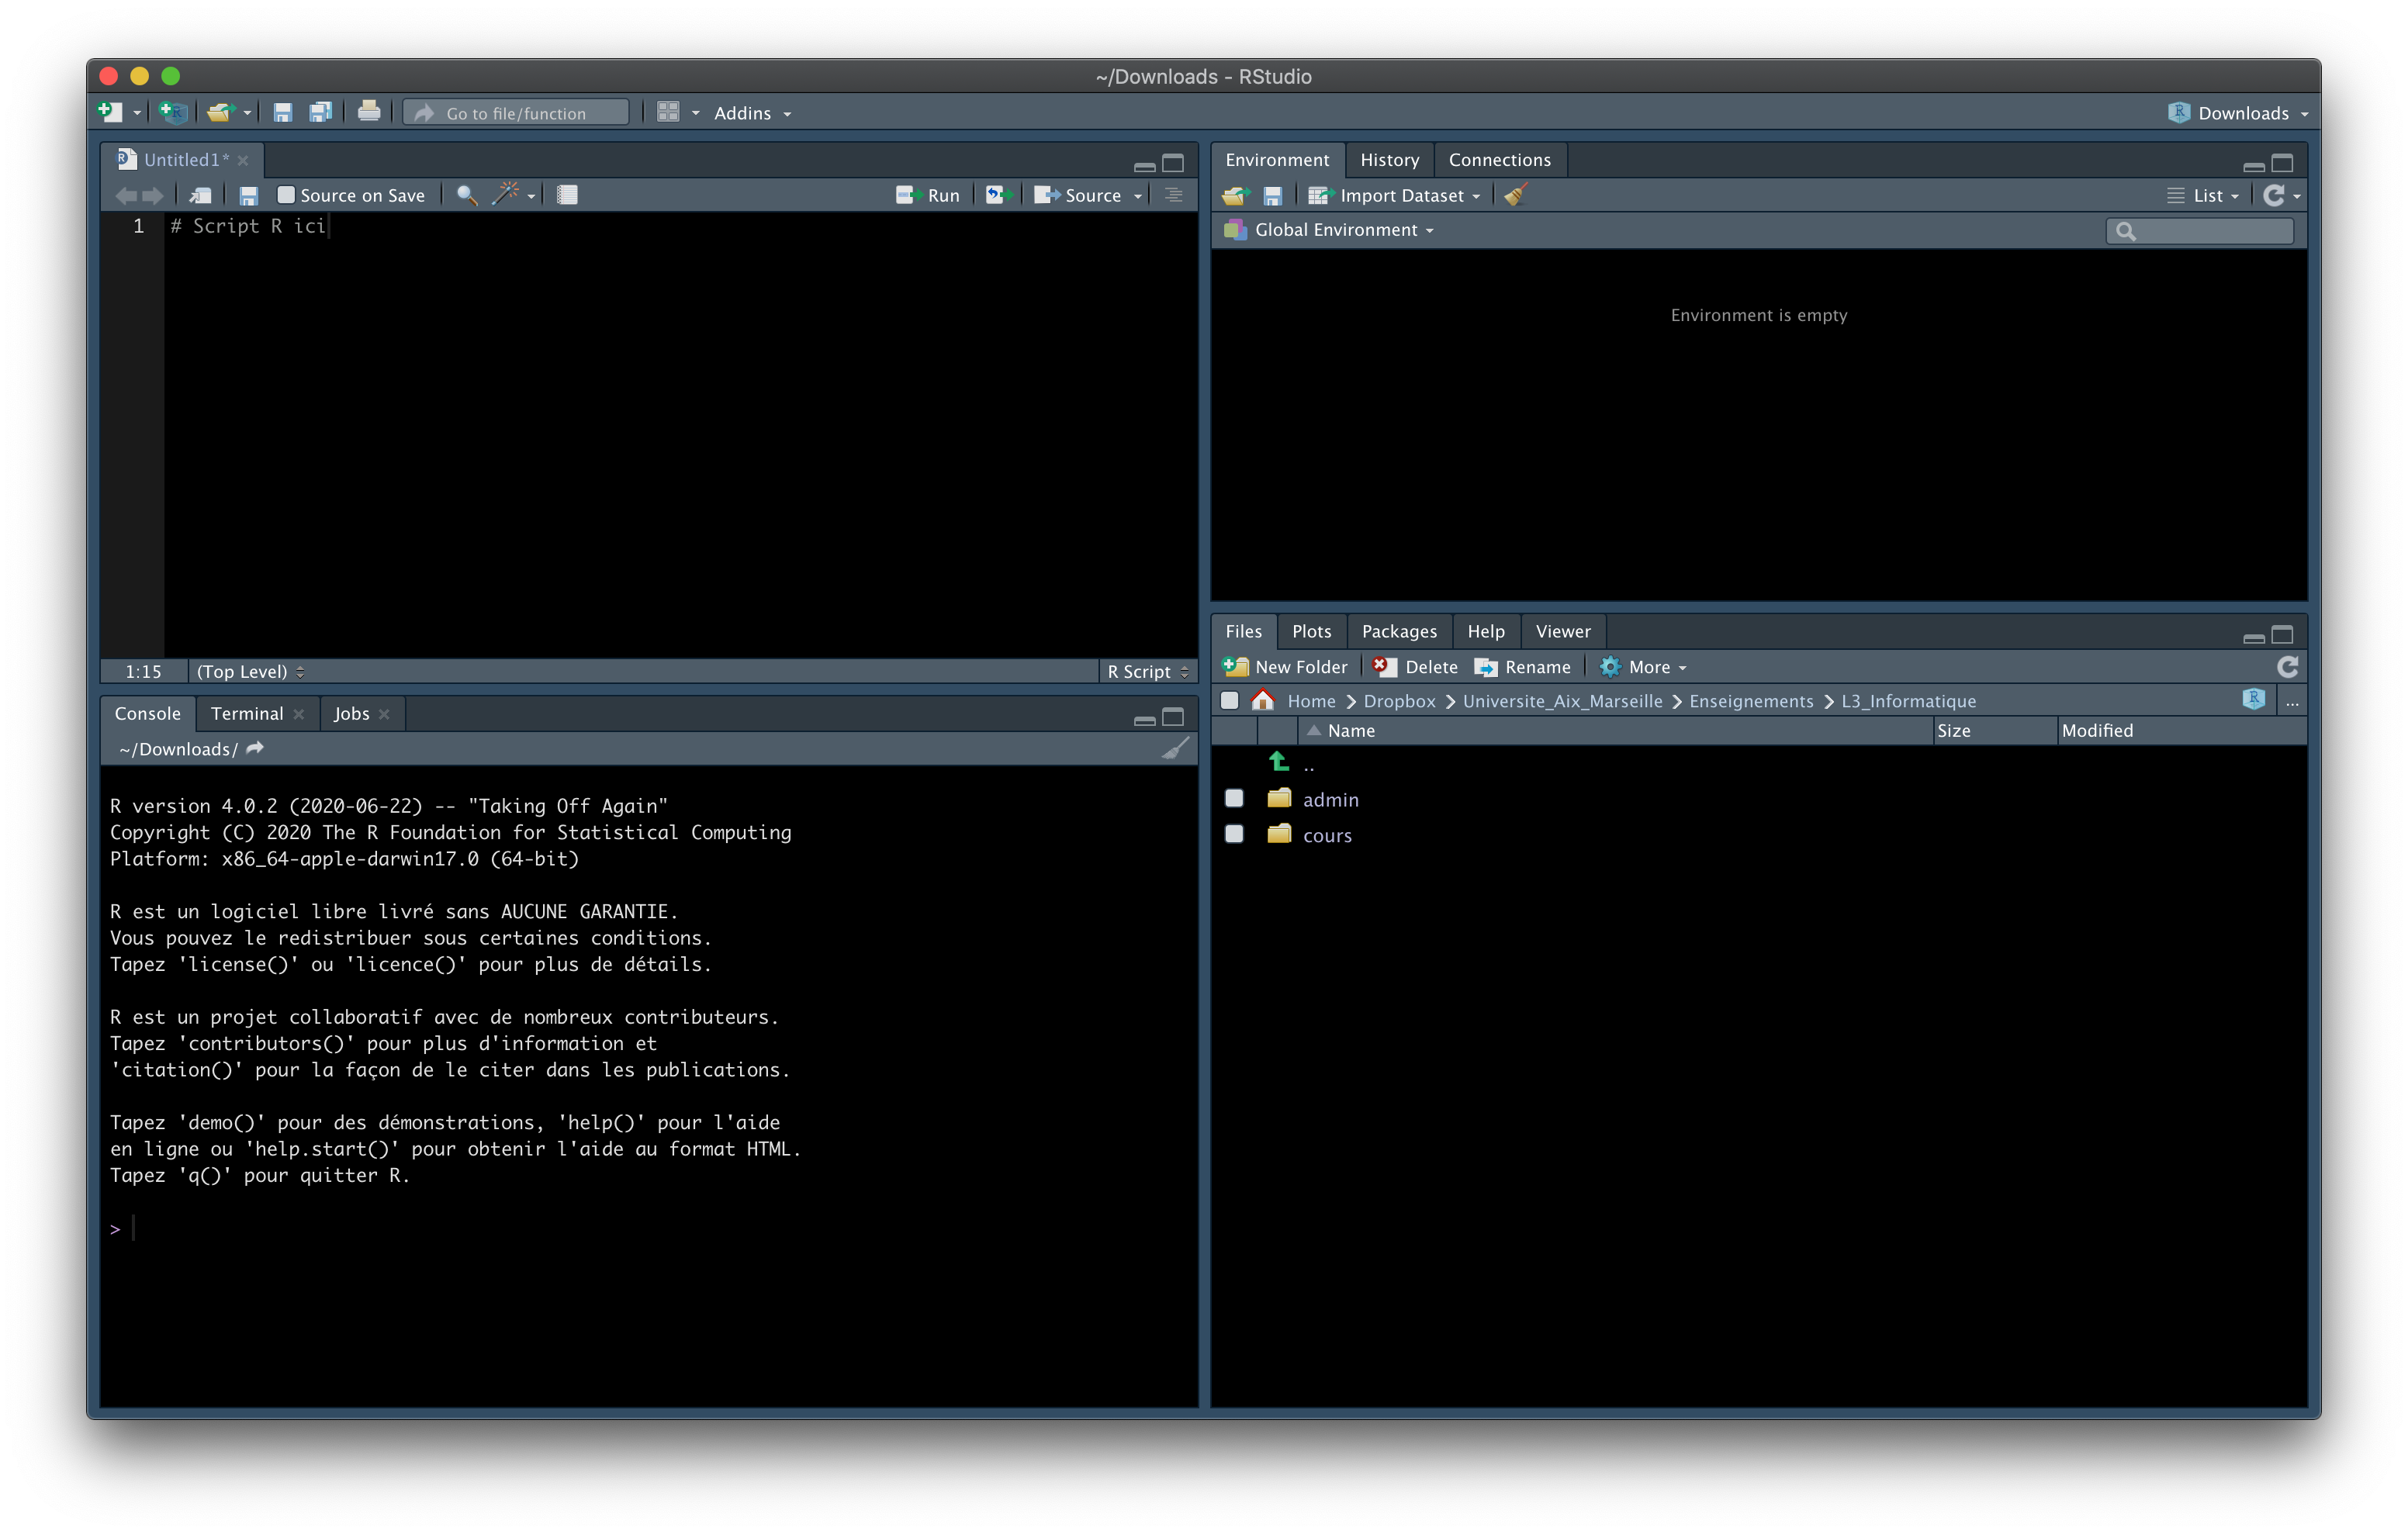 ~/Downloads - RStudio
Go to file/function
Addins
Downloads
Untitled1*
Source on Save
Run
Source
1 # Script R ici
1:15 (Top Level) R Script
Console Terminal Jobs
~/Downloads/
R version 4.0.2 (2020-06-22) -- "Taking Off Again"
Copyright (C) 2020 The R Foundation for Statistical Computing
Platform: x86_64-apple-darwin17.0 (64-bit)
R est un logiciel libre livré sans AUCUNE GARANTIE.
Vous pouvez le redistribuer sous certaines conditions.
Tapez 'license()' ou 'licence()' pour plus de détails.
R est un projet collaboratif avec de nombreux contributeurs.
Tapez 'contributors()' pour plus d'information et
'citation()' pour la façon de le citer dans les publications.
Tapez 'demo()' pour des démonstrations, 'help()' pour l'aide
en ligne ou 'help.start()' pour obtenir l'aide au format HTML.
Tapez 'q()' pour quitter R.
>
Environment History Connections
Import Dataset List
Global Environment
Environment is empty
Files Plots Packages Help Viewer
New Folder Delete Rename More
Home Dropbox Universite_Aix_Marseille Enseignements L3_Informatique ...
Name Size Modified
..
admin
cours